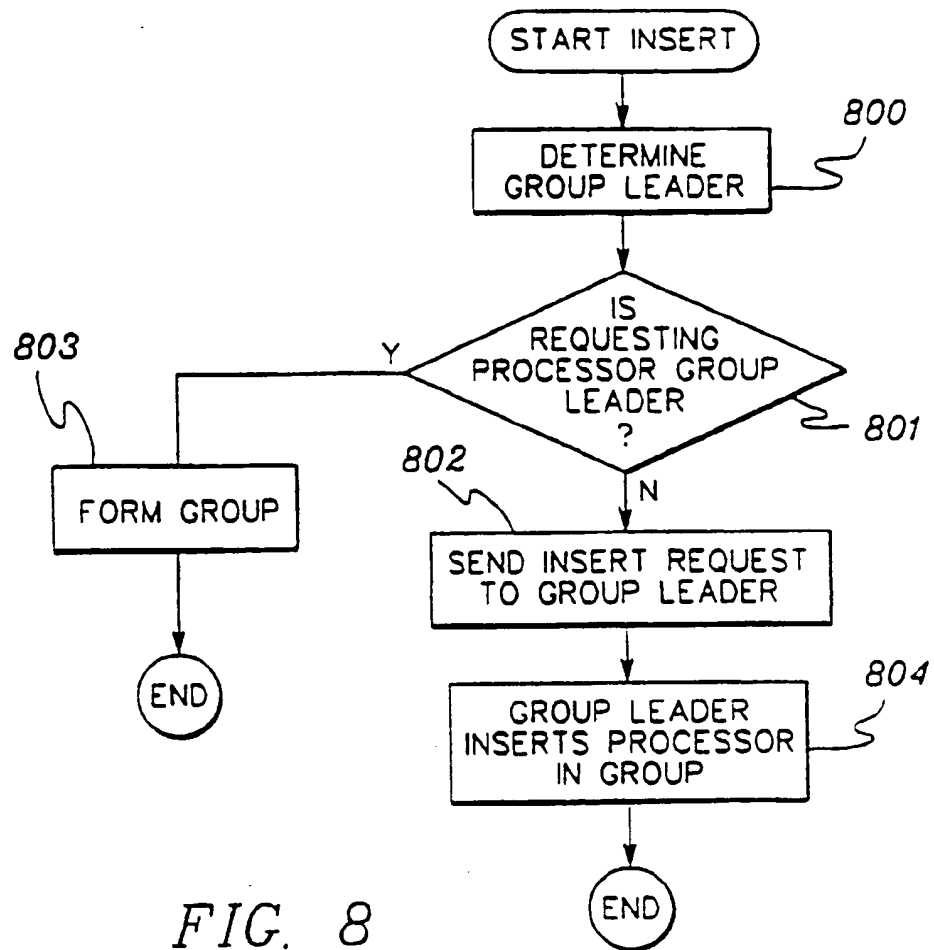 START INSERT
800
DETERMINE
GROUP LEADER
IS
REQUESTING
PROCESSOR GROUP
LEADER
?
801
Y
803
FORM GROUP
END
N
802
SEND INSERT REQUEST
TO GROUP LEADER
804
GROUP LEADER
INSERTS PROCESSOR
IN GROUP
END
FIG. 8